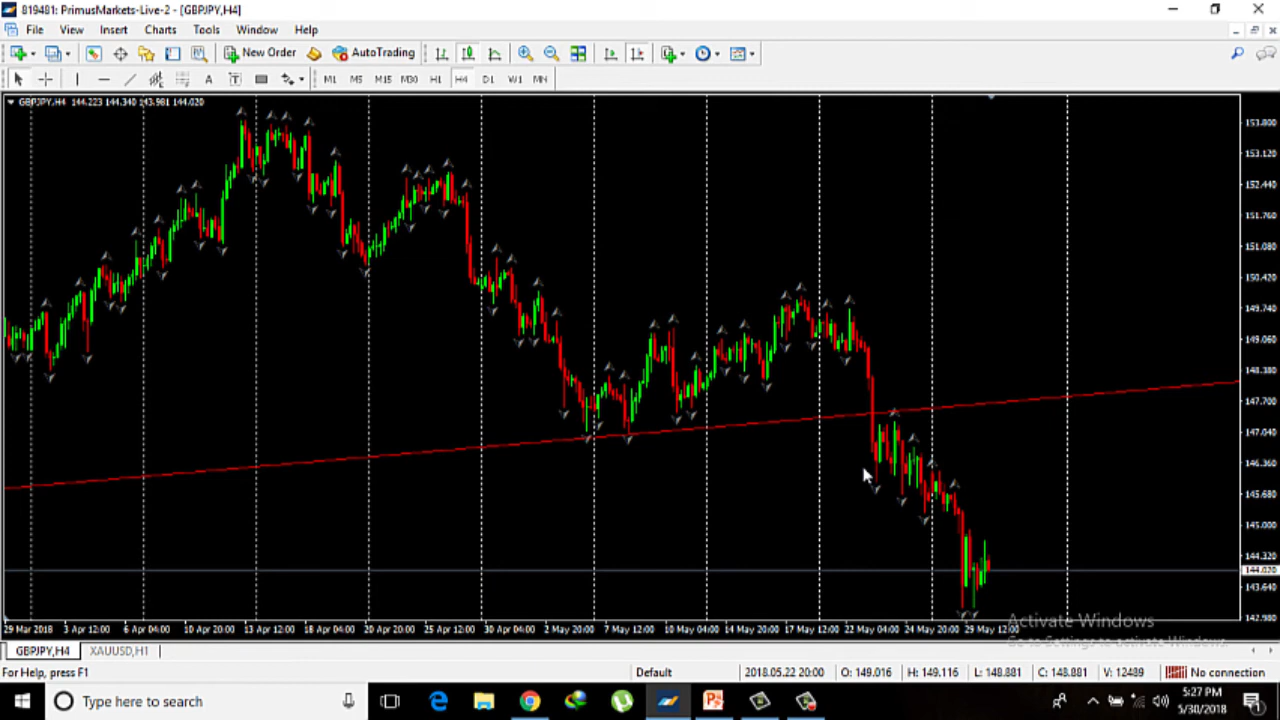 819481: PrimusMarkets-Live-2 - [GBPJPY,H4]
File View Insert Charts Tools Window Help
New Order AutoTrading
A T M1 M5 M15 M30 H1 H4 D1 W1 MN
GBPJPY,H4 144.223 144.340 143.981 144.020
153.800
153.120
152.440
151.760
151.080
150.420
149.740
149.060
148.380
147.700
147.040
146.360
145.680
145.000
144.320
144.020
143.640
142.980
29 Mar 2018 3 Apr 12:00 6 Apr 04:00 10 Apr 20:00 13 Apr 12:00 18 Apr 04:00 20 Apr 20:00 25 Apr 12:00 30 Apr 04:00 2 May 20:00 7 May 12:00 10 May 04:00 14 May 20:00 17 May 12:00 22 May 04:00 24 May 20:00 29 May 12:00
Activate Windows
Go to Settings to activate Windows.
GBPJPY,H4 XAUUSD,H1
For Help, press F1 Default 2018.05.22 20:00 O: 149.016 H: 149.116 L: 148.881 C: 148.881 V: 12489 No connection
Type here to search 5:27 PM
5/30/2018